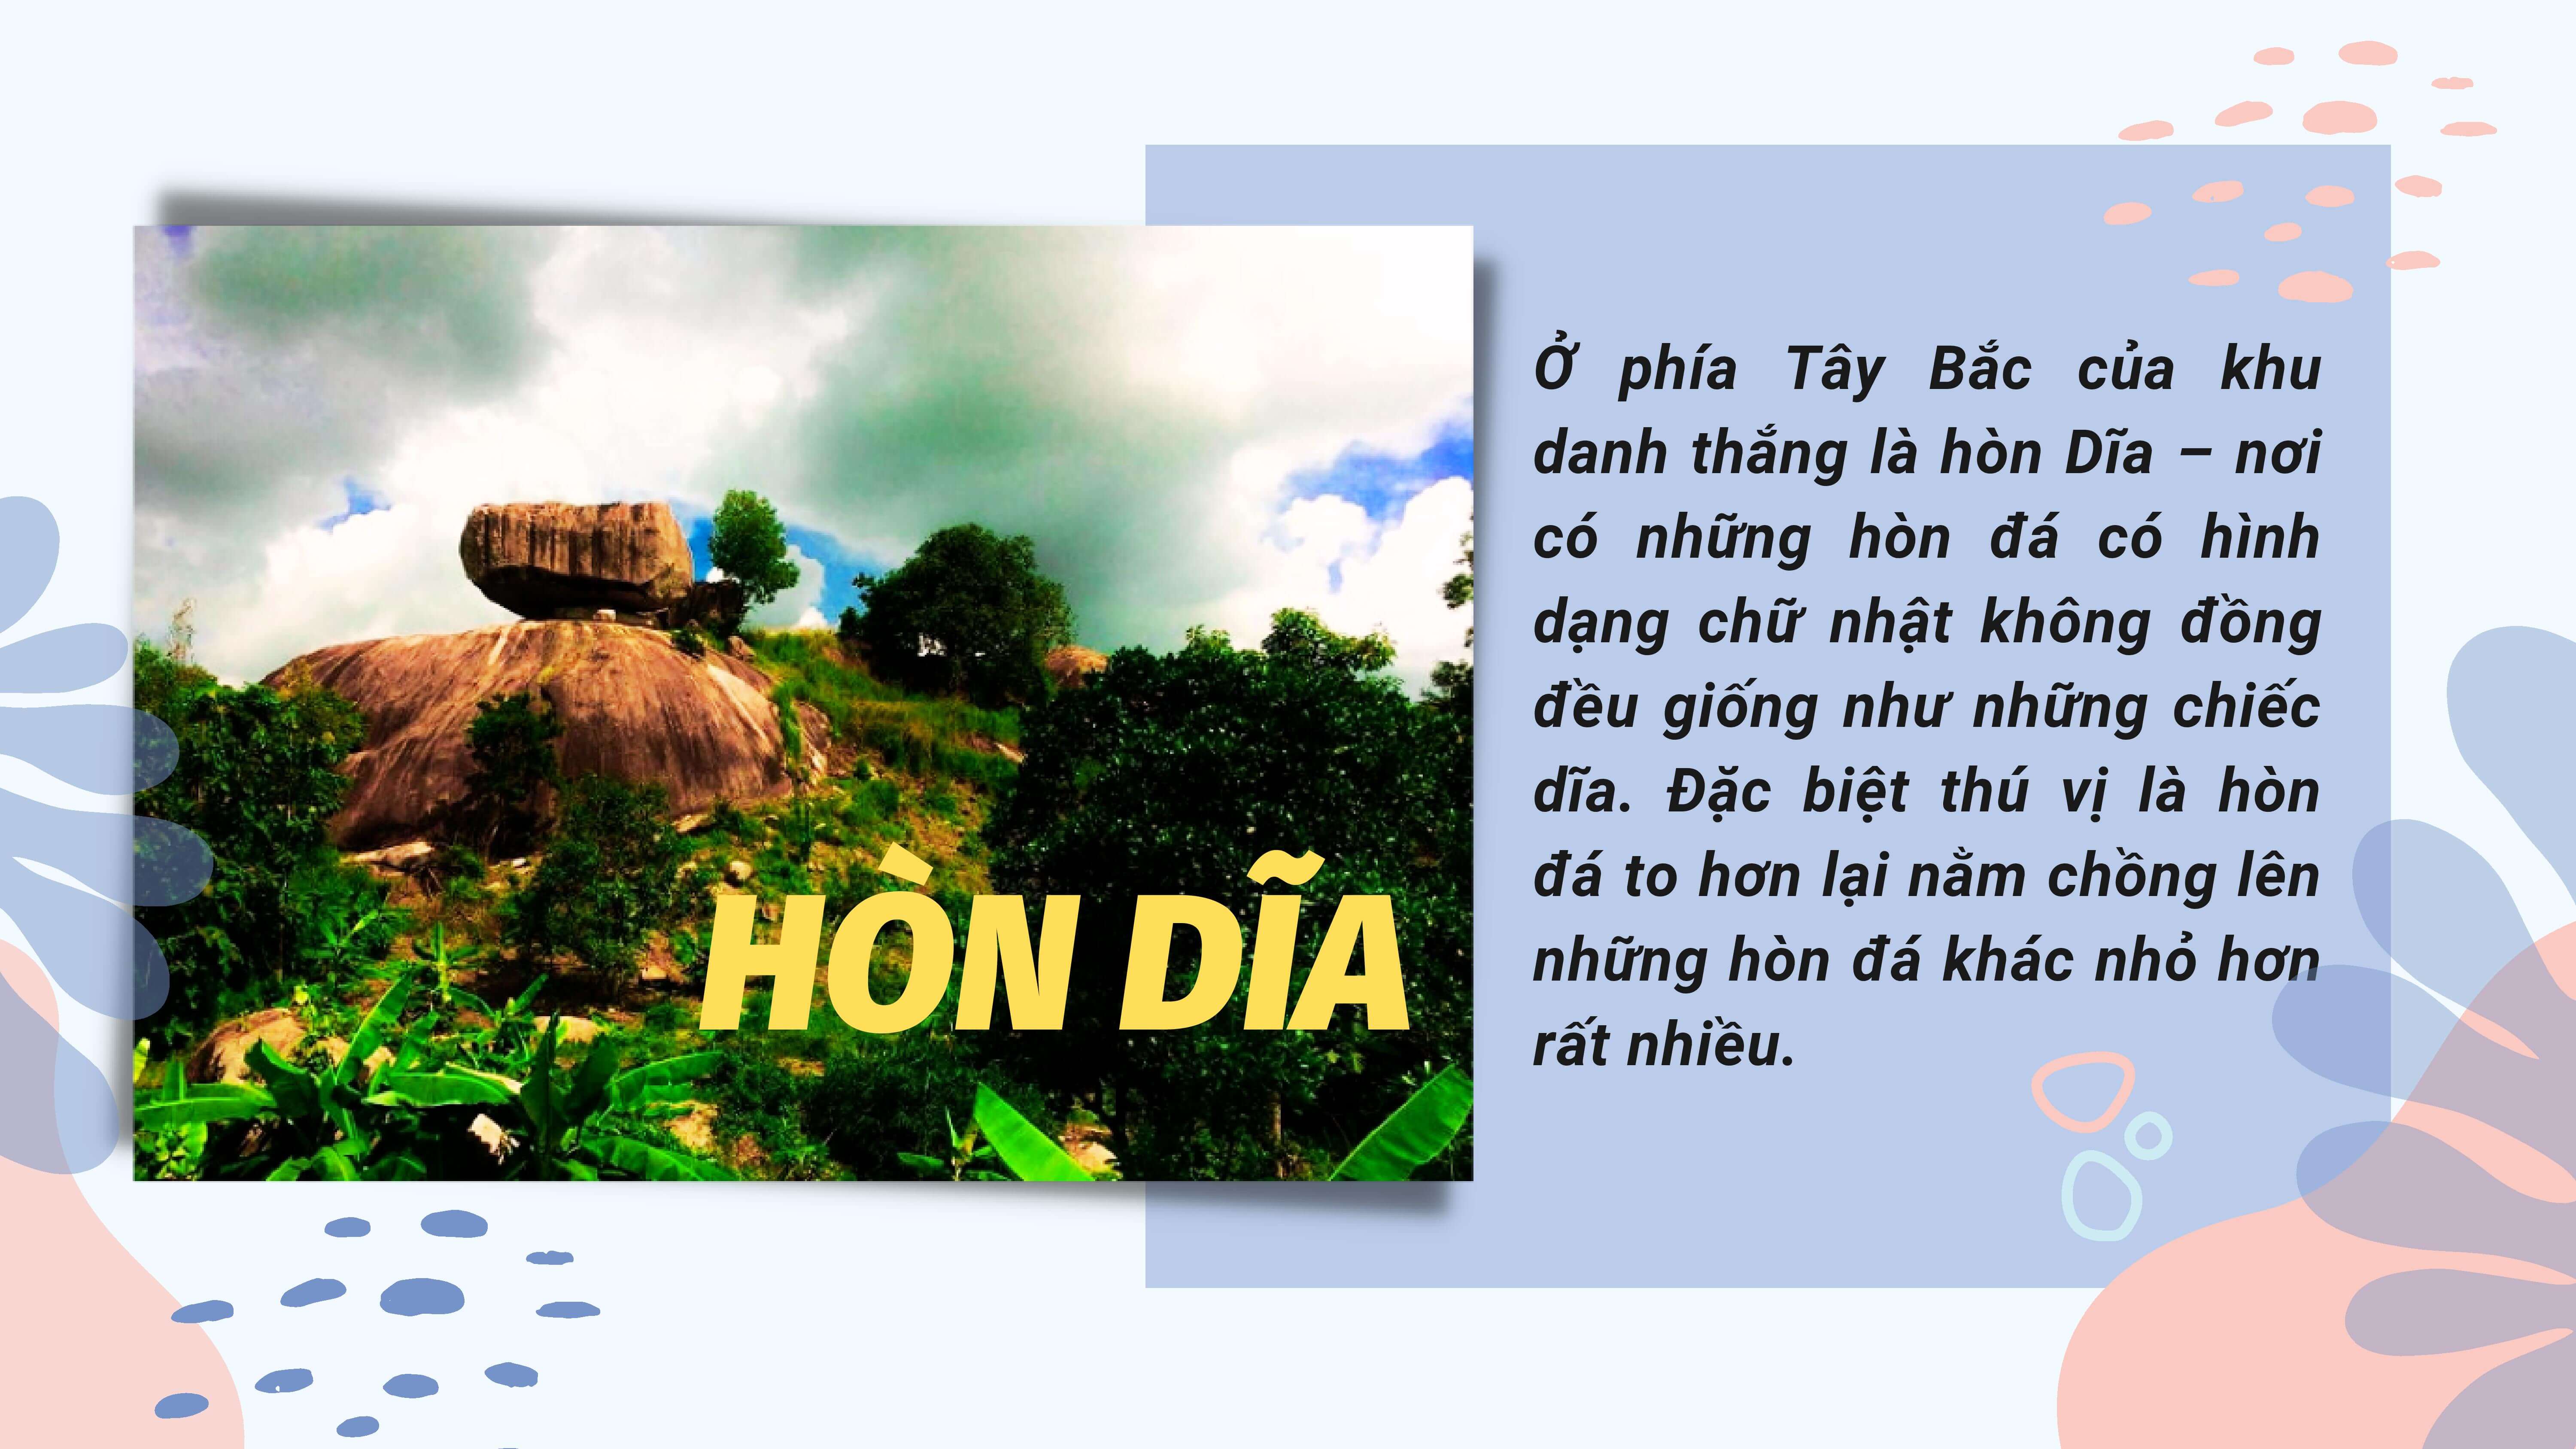 HÒN DĨA
Ở phía Tây Bắc của khu
danh thắng là hòn Dĩa – nơi
có những hòn đá có hình
dạng chữ nhật không đồng
đều giống như những chiếc
dĩa. Đặc biệt thú vị là hòn
đá to hơn lại nằm chồng lên
những hòn đá khác nhỏ hơn
rất nhiều.